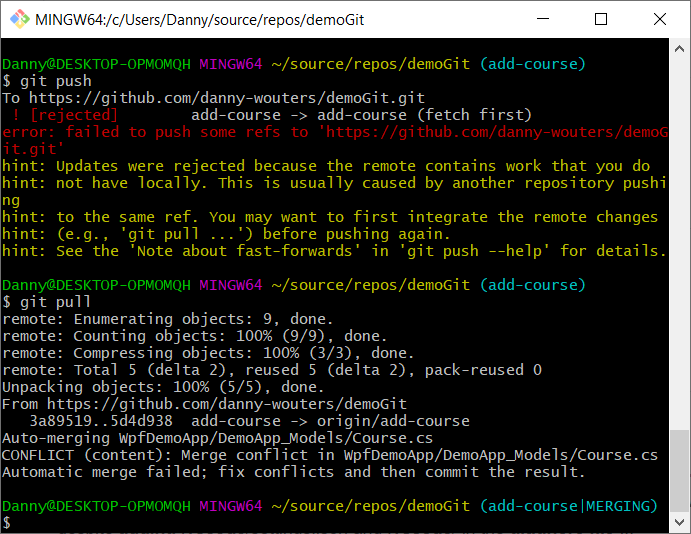 MINGW64:/c/Users/Danny/source/repos/demoGit
Danny@DESKTOP-OPMOMQH MINGW64 ~/source/repos/demoGit (add-course)
$ git push
To https://github.com/danny-wouters/demoGit.git
 ! [rejected]        add-course -> add-course (fetch first)
error: failed to push some refs to 'https://github.com/danny-wouters/demoG
it.git'
hint: Updates were rejected because the remote contains work that you do
hint: not have locally. This is usually caused by another repository pushi
ng
hint: to the same ref. You may want to first integrate the remote changes
hint: (e.g., 'git pull ...') before pushing again.
hint: See the 'Note about fast-forwards' in 'git push --help' for details.
Danny@DESKTOP-OPMOMQH MINGW64 ~/source/repos/demoGit (add-course)
$ git pull
remote: Enumerating objects: 9, done.
remote: Counting objects: 100% (9/9), done.
remote: Compressing objects: 100% (3/3), done.
remote: Total 5 (delta 2), reused 5 (delta 2), pack-reused 0
Unpacking objects: 100% (5/5), done.
From https://github.com/danny-wouters/demoGit
   3a89519..5d4d938  add-course -> origin/add-course
Auto-merging WpfDemoApp/DemoApp_Models/Course.cs
CONFLICT (content): Merge conflict in WpfDemoApp/DemoApp_Models/Course.cs
Automatic merge failed; fix conflicts and then commit the result.
Danny@DESKTOP-OPMOMQH MINGW64 ~/source/repos/demoGit (add-course|MERGING)
$